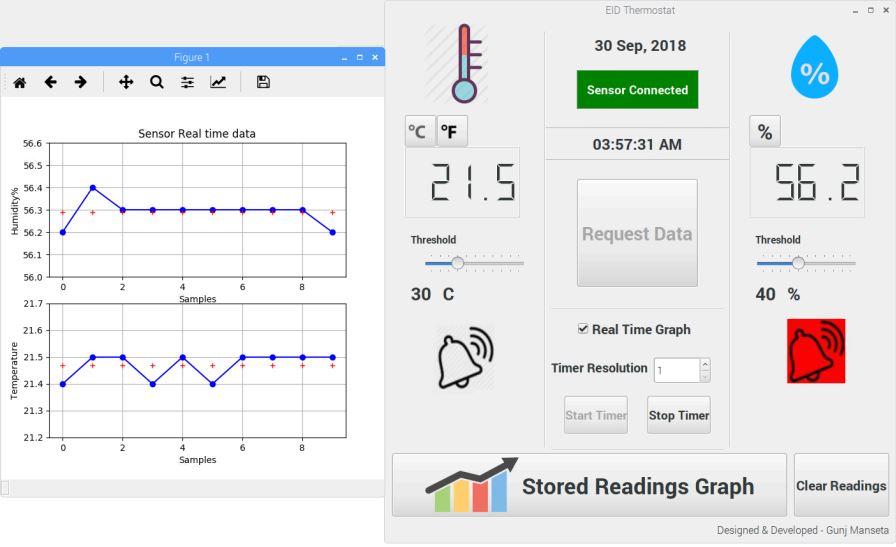 Figure 1
Sensor Real time data
56.6
56.5
56.4
56.3
56.2
56.1
56.0
Humidity%
0 2 4 6 8
Samples
21.7
21.6
21.5
21.4
21.3
21.2
Temperature
0 2 4 6 8
Samples
EID Thermostat
30 Sep, 2018
Sensor Connected
03:57:31 AM
°C °F
21.5
Threshold
30 C
Request Data
Real Time Graph
Timer Resolution 1
Start Timer Stop Timer
%
%
56.2
Threshold
40 %
Stored Readings Graph
Clear Readings
Designed & Developed - Gunj Manseta